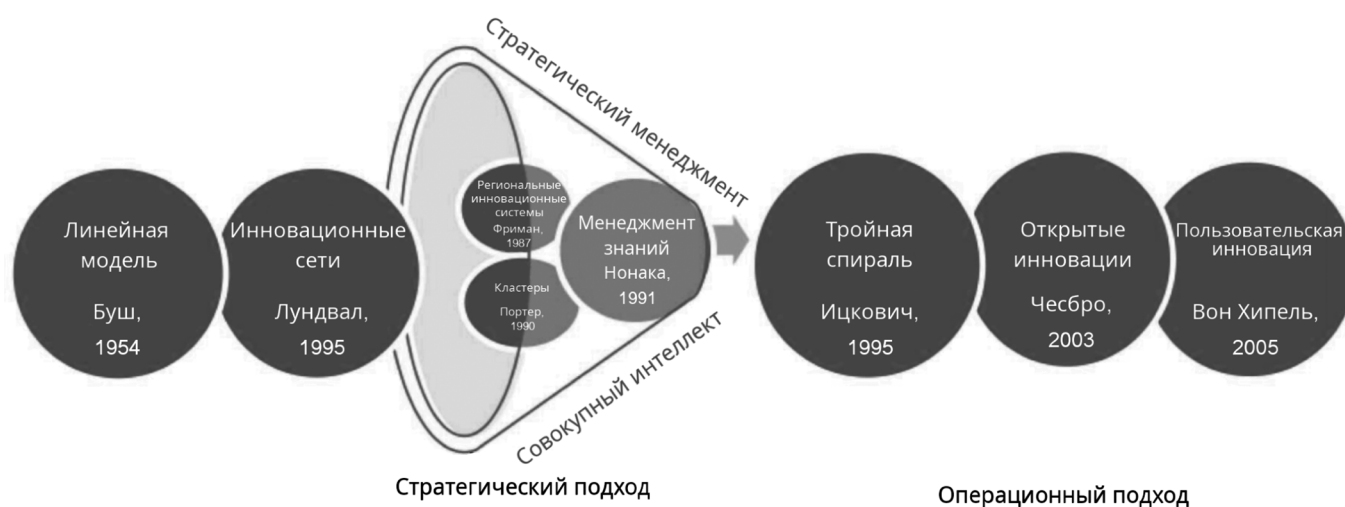 Линейная
модель
Буш,
1954
Инновационные
сети
Лундвал,
1995
Стратегический менеджмент
Региональные
инновационные
системы
Фриман,
1987
Кластеры
Портер,
1990
Менеджмент
знаний
Нонака,
1991
Совокупный интеллект
Стратегический подход
Тройная
спираль
Ицкович,
1995
Открытые
инновации
Чесбро,
2003
Пользовательская
инновация
Вон Хипель,
2005
Операционный подход